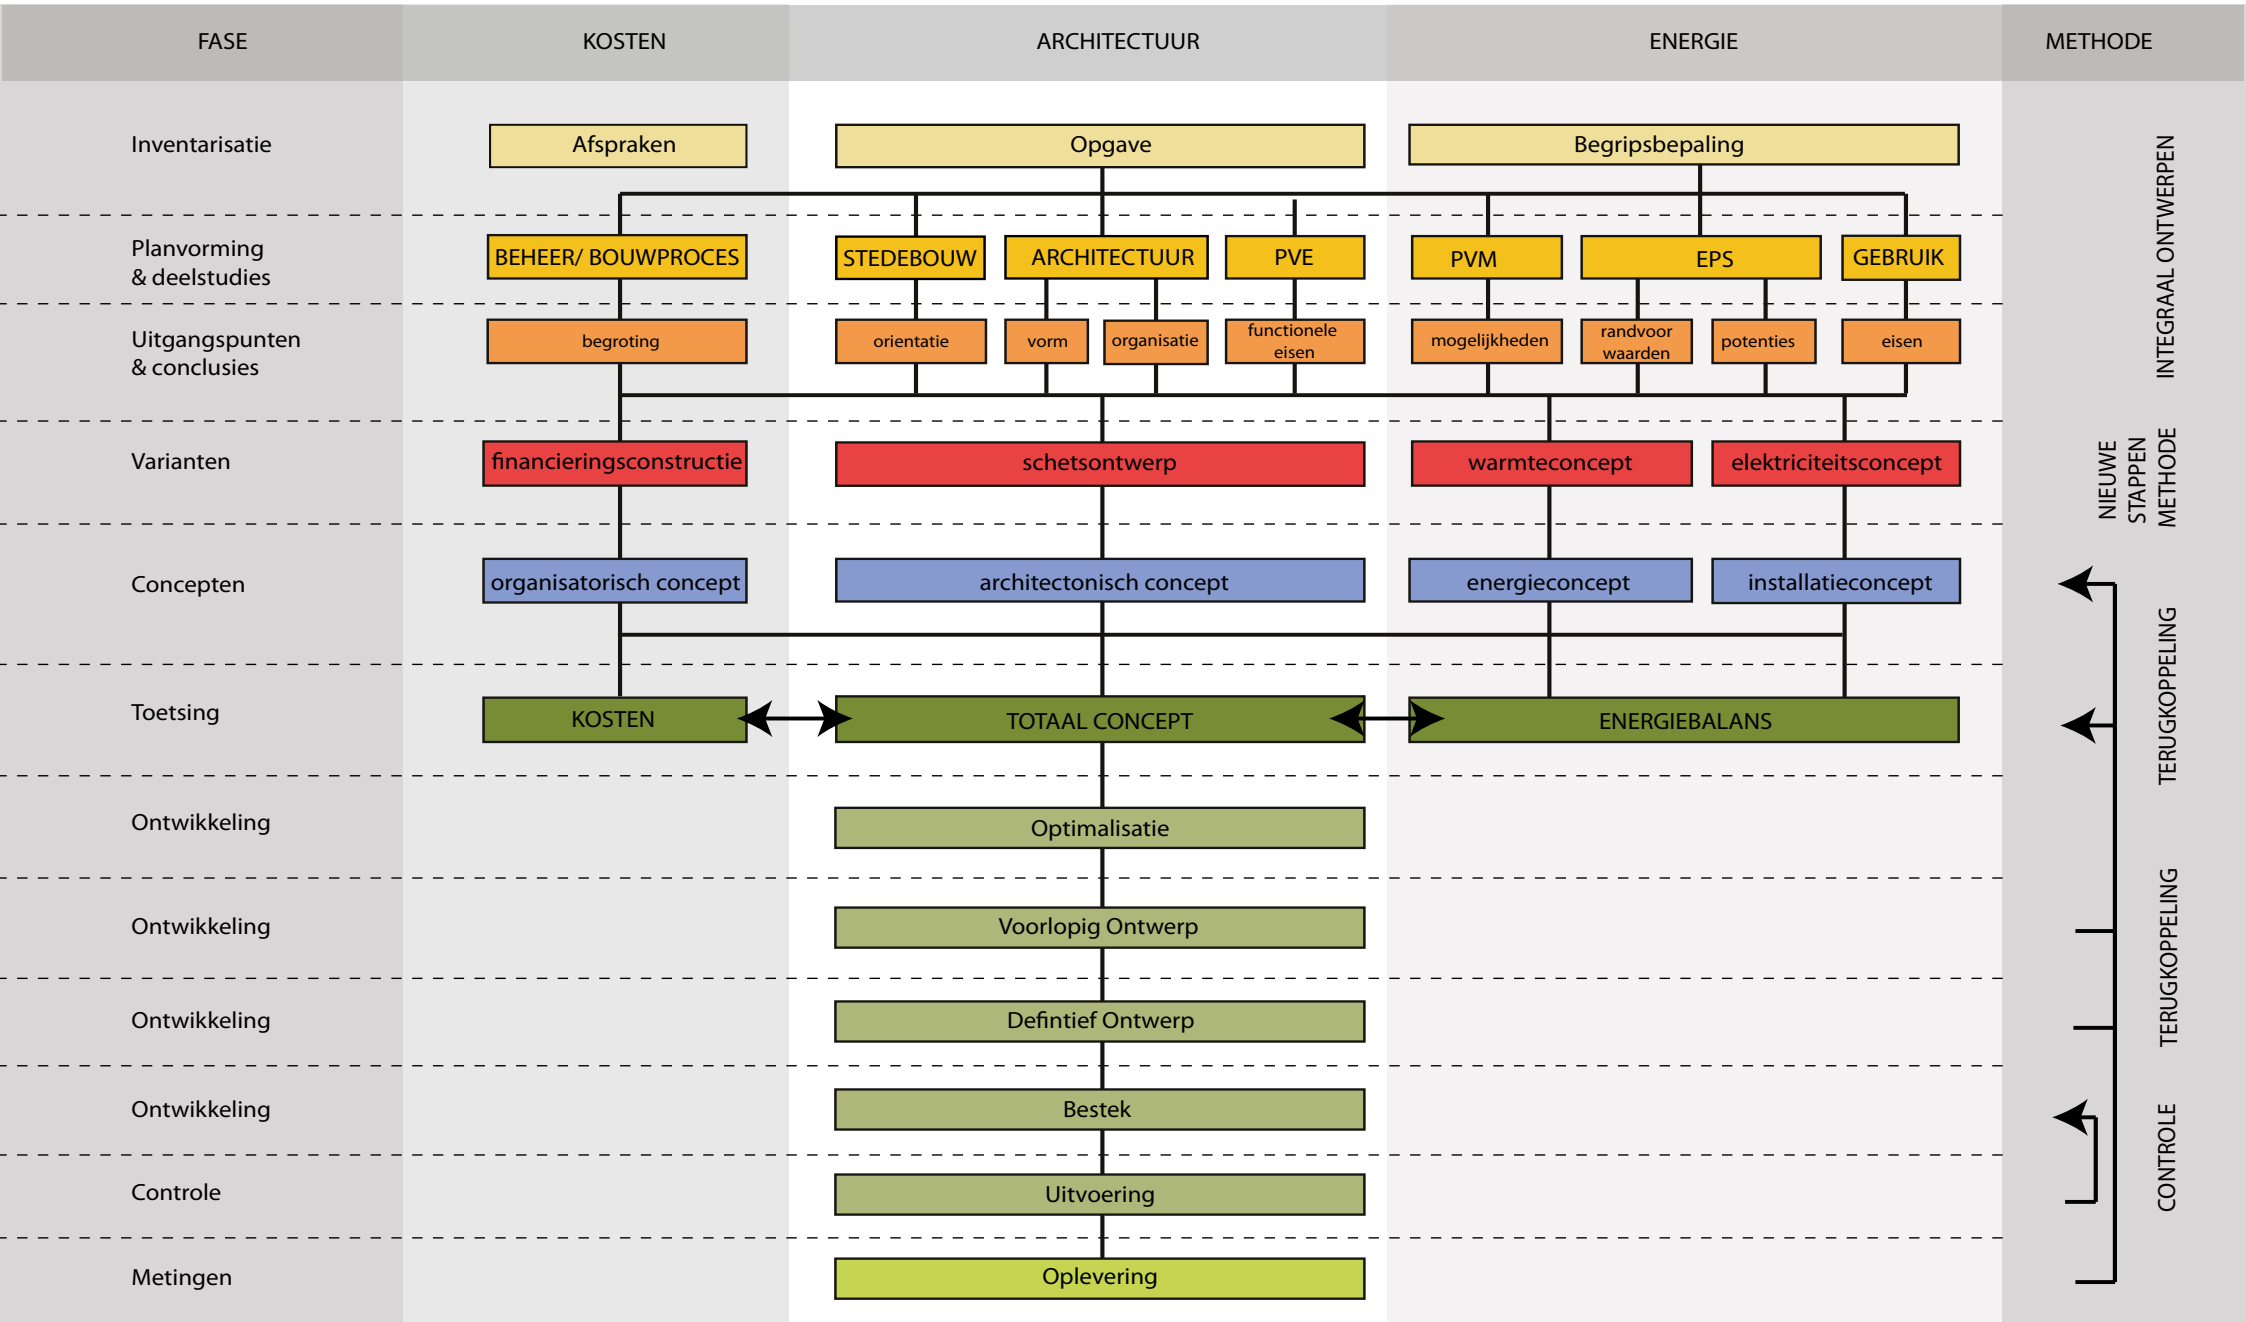 FASE KOSTEN ARCHITECTUUR ENERGIE METHODE
Inventarisatie Afspraken Opgave Begripsbepaling
Planvorming
& deelstudies
BEHEER/ BOUWPROCES STEDEBOUW ARCHITECTUUR PVE PVM EPS GEBRUIK
Uitgangspunten
& conclusies
begroting orientatie vorm organisatie
functionele
eisen
mogelijkheden
randvoor
waarden
potenties eisen
INTEGRAAL ONTWERPEN
Varianten financieringsconstructie schetsontwerp warmteconcept elektriciteitsconcept
NIEUWE
STAPPEN
METHODE
Concepten organisatorisch concept architectonisch concept energieconcept installatieconcept
TERUGKOPPELING
Toetsing KOSTEN TOTAAL CONCEPT ENERGIEBALANS
Ontwikkeling Optimalisatie
Ontwikkeling Voorlopig Ontwerp
TERUGKOPPELING
Ontwikkeling Defintief Ontwerp
Ontwikkeling Bestek
CONTROLE
Controle Uitvoering
Metingen Oplevering